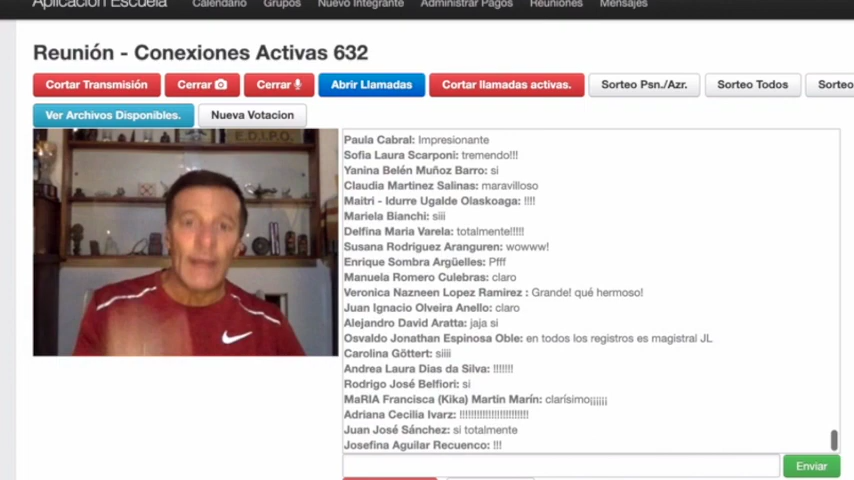 Aplicación Escuela
Calendario
Grupos
Nuevo Integrante
Administrar Pagos
Reuniones
Mensajes
Reunión - Conexiones Activas 632
Cortar Transmisión
Cerrar
Cerrar
Abrir Llamadas
Cortar llamadas activas.
Sorteo Psn./Azr.
Sorteo Todos
Sorteo
Ver Archivos Disponibles.
Nueva Votacion
E.D.I.P.O.
Paula Cabral: Impresionante
Sofia Laura Scarponi: tremendo!!!
Yanina Belén Muñoz Barro: si
Claudia Martinez Salinas: maravilloso
Maitri - Idurre Ugalde Olaskoaga: !!!!
Mariela Bianchi: siii
Delfina Maria Varela: totalmente!!!!!
Susana Rodriguez Aranguren: wowww!
Enrique Sombra Argüelles: Pfff
Manuela Romero Culebras: claro
Veronica Nazneen Lopez Ramirez : Grande! qué hermoso!
Juan Ignacio Olveira Anello: claro
Alejandro David Aratta: jaja si
Osvaldo Jonathan Espinosa Oble: en todos los registros es magistral JL
Carolina Göttert: siiii
Andrea Laura Dias da Silva: !!!!!!!
Rodrigo José Belfiori: si
MaRIA Francisca (Kika) Martin Marín: clarísimo¡¡¡¡¡¡
Adriana Cecilia Ivarz: !!!!!!!!!!!!!!!!!!!!!!!!
Juan José Sánchez: si totalmente
Josefina Aguilar Recuenco: !!!
Enviar